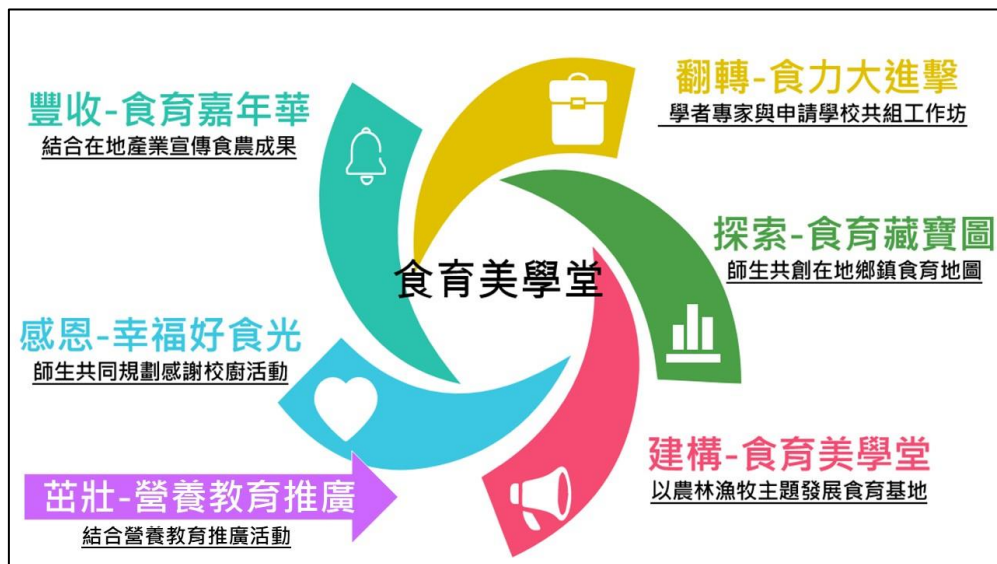 豐收-食育嘉年華
結合在地產業宣傳食農成果
翻轉-食力大進擊
學者專家與申請學校共組工作坊
探索-食育藏寶圖
師生共創在地鄉鎮食育地圖
食育美學堂
感恩-幸福好食光
師生共同規劃感謝校廚活動
建構-食育美學堂
以農林漁牧主題發展食育基地
茁壯-營養教育推廣
結合營養教育推廣活動